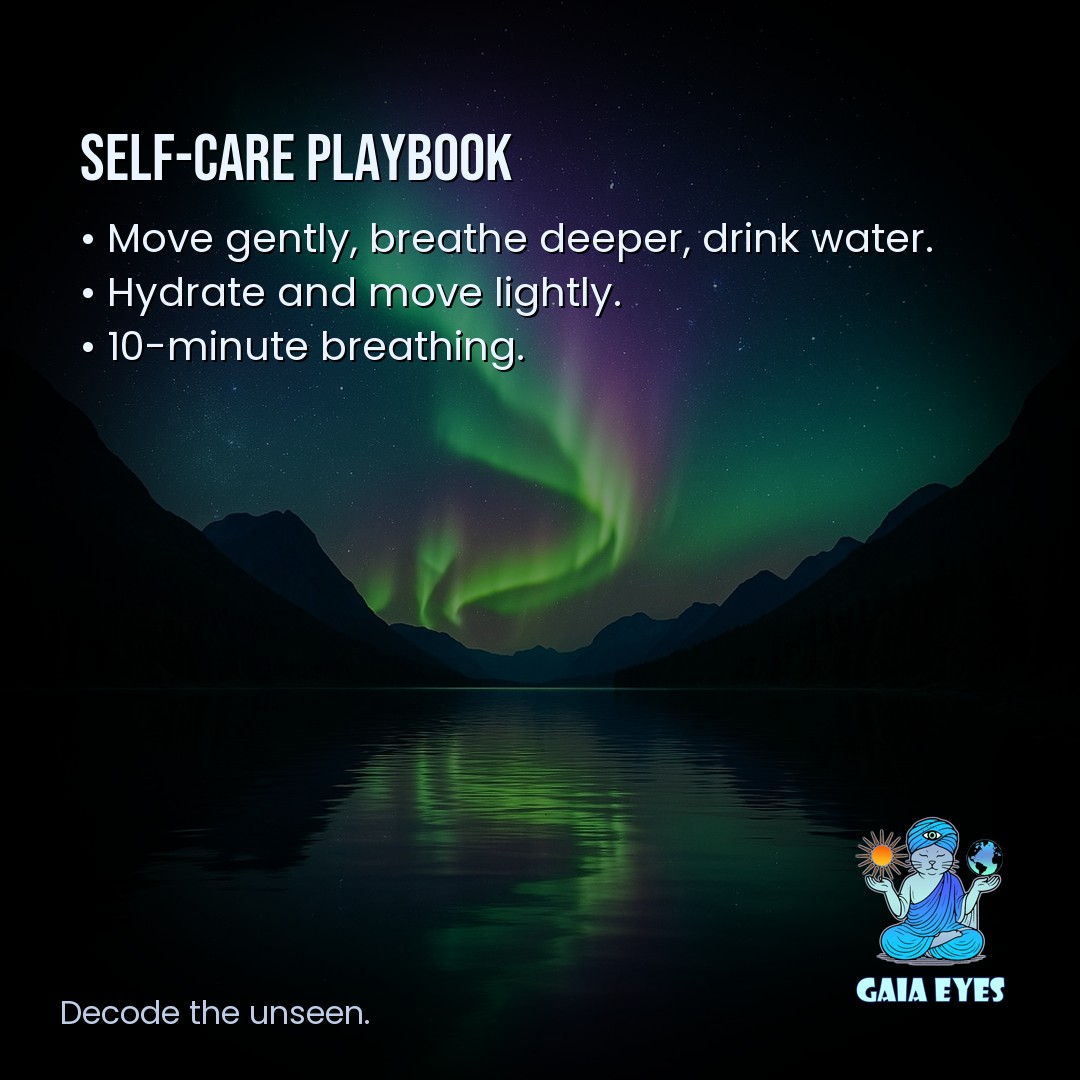 SELF-CARE PLAYBOOK
• Move gently, breathe deeper, drink water.
• Hydrate and move lightly.
• 10-minute breathing.
GAIA EYES
Decode the unseen.